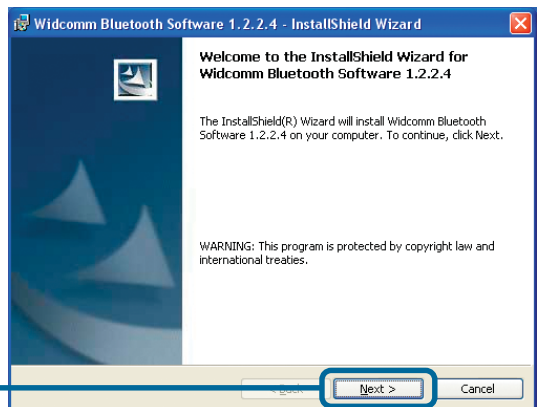 Widcomm Bluetooth Software 1.2.2.4 - InstallShield Wizard
Welcome to the InstallShield Wizard for
Widcomm Bluetooth Software 1.2.2.4
The InstallShield(R) Wizard will install Widcomm Bluetooth
Software 1.2.2.4 on your computer. To continue, click Next.
WARNING: This program is protected by copyright law and
international treaties.
< Back Next > Cancel